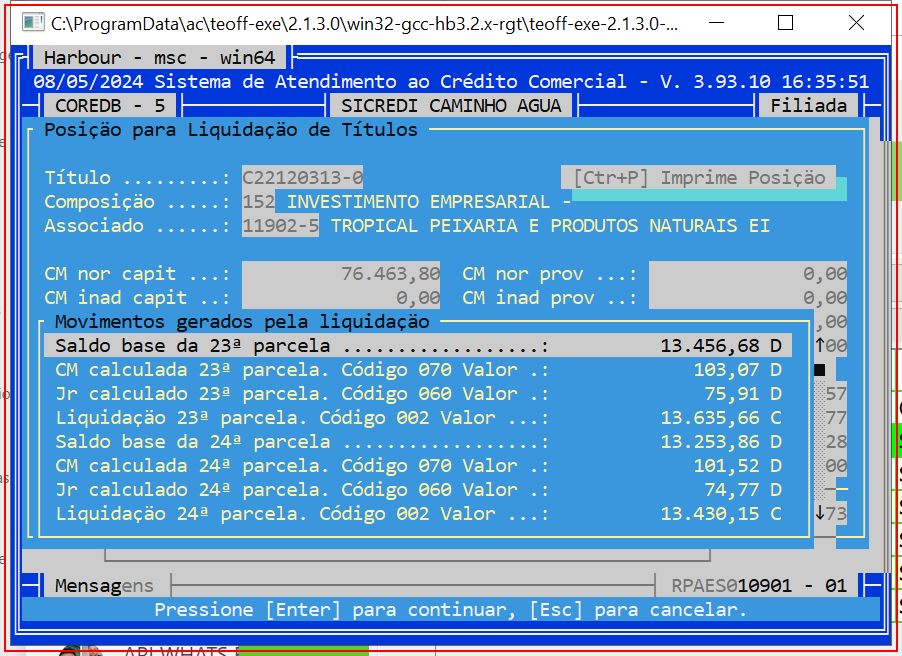 C:\ProgramData\ac\teoff-exe\2.1.3.0\win32-gcc-hb3.2.x-rgt\teoff-exe-2.1.3.0-...
Harbour - msc - win64
08/05/2024 Sistema de Atendimento ao Crédito Comercial - V. 3.93.10 16:35:51
COREDB - 5 SICREDI CAMINHO AGUA Filiada
Posiçäo para Liquidaçäo de Títulos
Título .........: C22120313-0 [Ctr+P] Imprime Posiçäo
Composiçäo .....: 152 INVESTIMENTO EMPRESARIAL -
Associado ......: 11902-5 TROPICAL PEIXARIA E PRODUTOS NATURAIS EI
CM nor capit ...: 76.463,80 CM nor prov ...: 0,00
CM inad capit ..: 0,00 CM inad prov ..: 0,00
Movimentos gerados pela liquidaçäo ,00
Saldo base da 23ª parcela ..................: 13.456,68 D ↑00
CM calculada 23ª parcela. Código 070 Valor .: 103,07 D
Jr calculado 23ª parcela. Código 060 Valor .: 75,91 D 57
Liquidaçäo 23ª parcela. Código 002 Valor ...: 13.635,66 C 77
Saldo base da 24ª parcela ..................: 13.253,86 D 28
CM calculada 24ª parcela. Código 070 Valor .: 101,52 D 00
Jr calculado 24ª parcela. Código 060 Valor .: 74,77 D
Liquidaçäo 24ª parcela. Código 002 Valor ...: 13.430,15 C ↓73
Mensagens RPAES010901 - 01
Pressione [Enter] para continuar, [Esc] para cancelar.